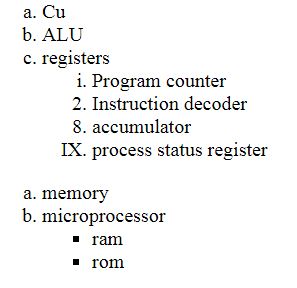 a. Cu
b. ALU
c. registers
i. Program counter
2. Instruction decoder
8. accumulator
IX. process status register
a. memory
b. microprocessor
▪ ram
▪ rom